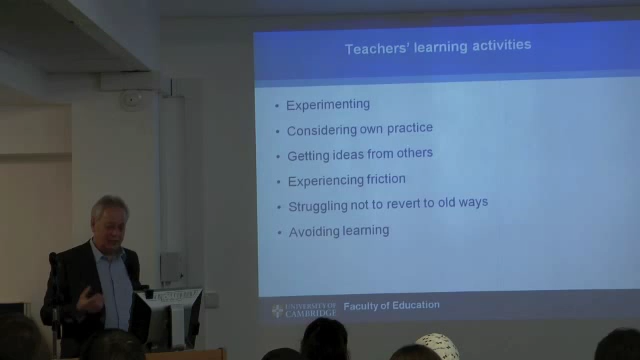 Teachers' learning activities
• Experimenting
• Considering own practice
• Getting ideas from others
• Experiencing friction
• Struggling not to revert to old ways
• Avoiding learning
UNIVERSITY OF CAMBRIDGE
Faculty of Education